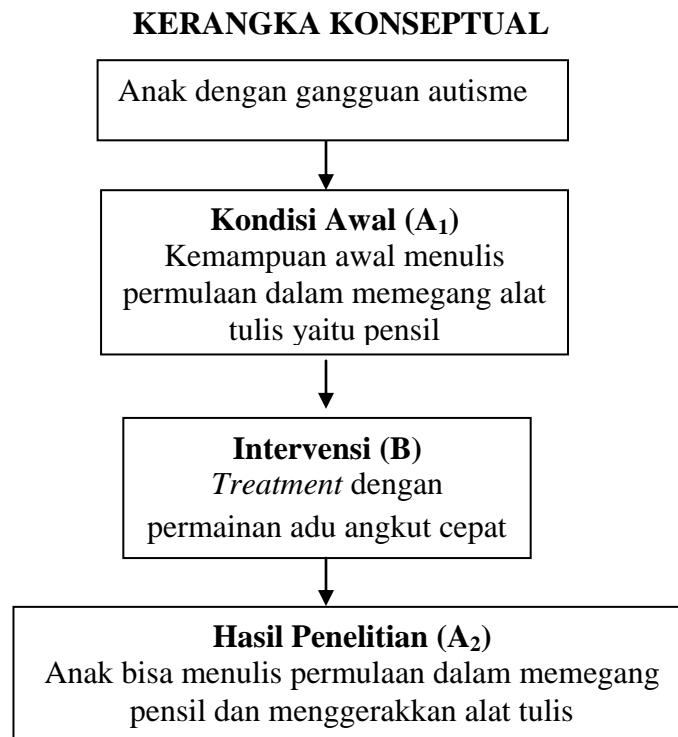 KERANGKA KONSEPTUAL
Anak dengan gangguan autisme
Kondisi Awal (A₁)
Kemampuan awal menulis
permulaan dalam memegang alat
tulis yaitu pensil
Intervensi (B)
Treatment dengan
permainan adu angkut cepat
Hasil Penelitian (A₂)
Anak bisa menulis permulaan dalam memegang
pensil dan menggerakkan alat tulis